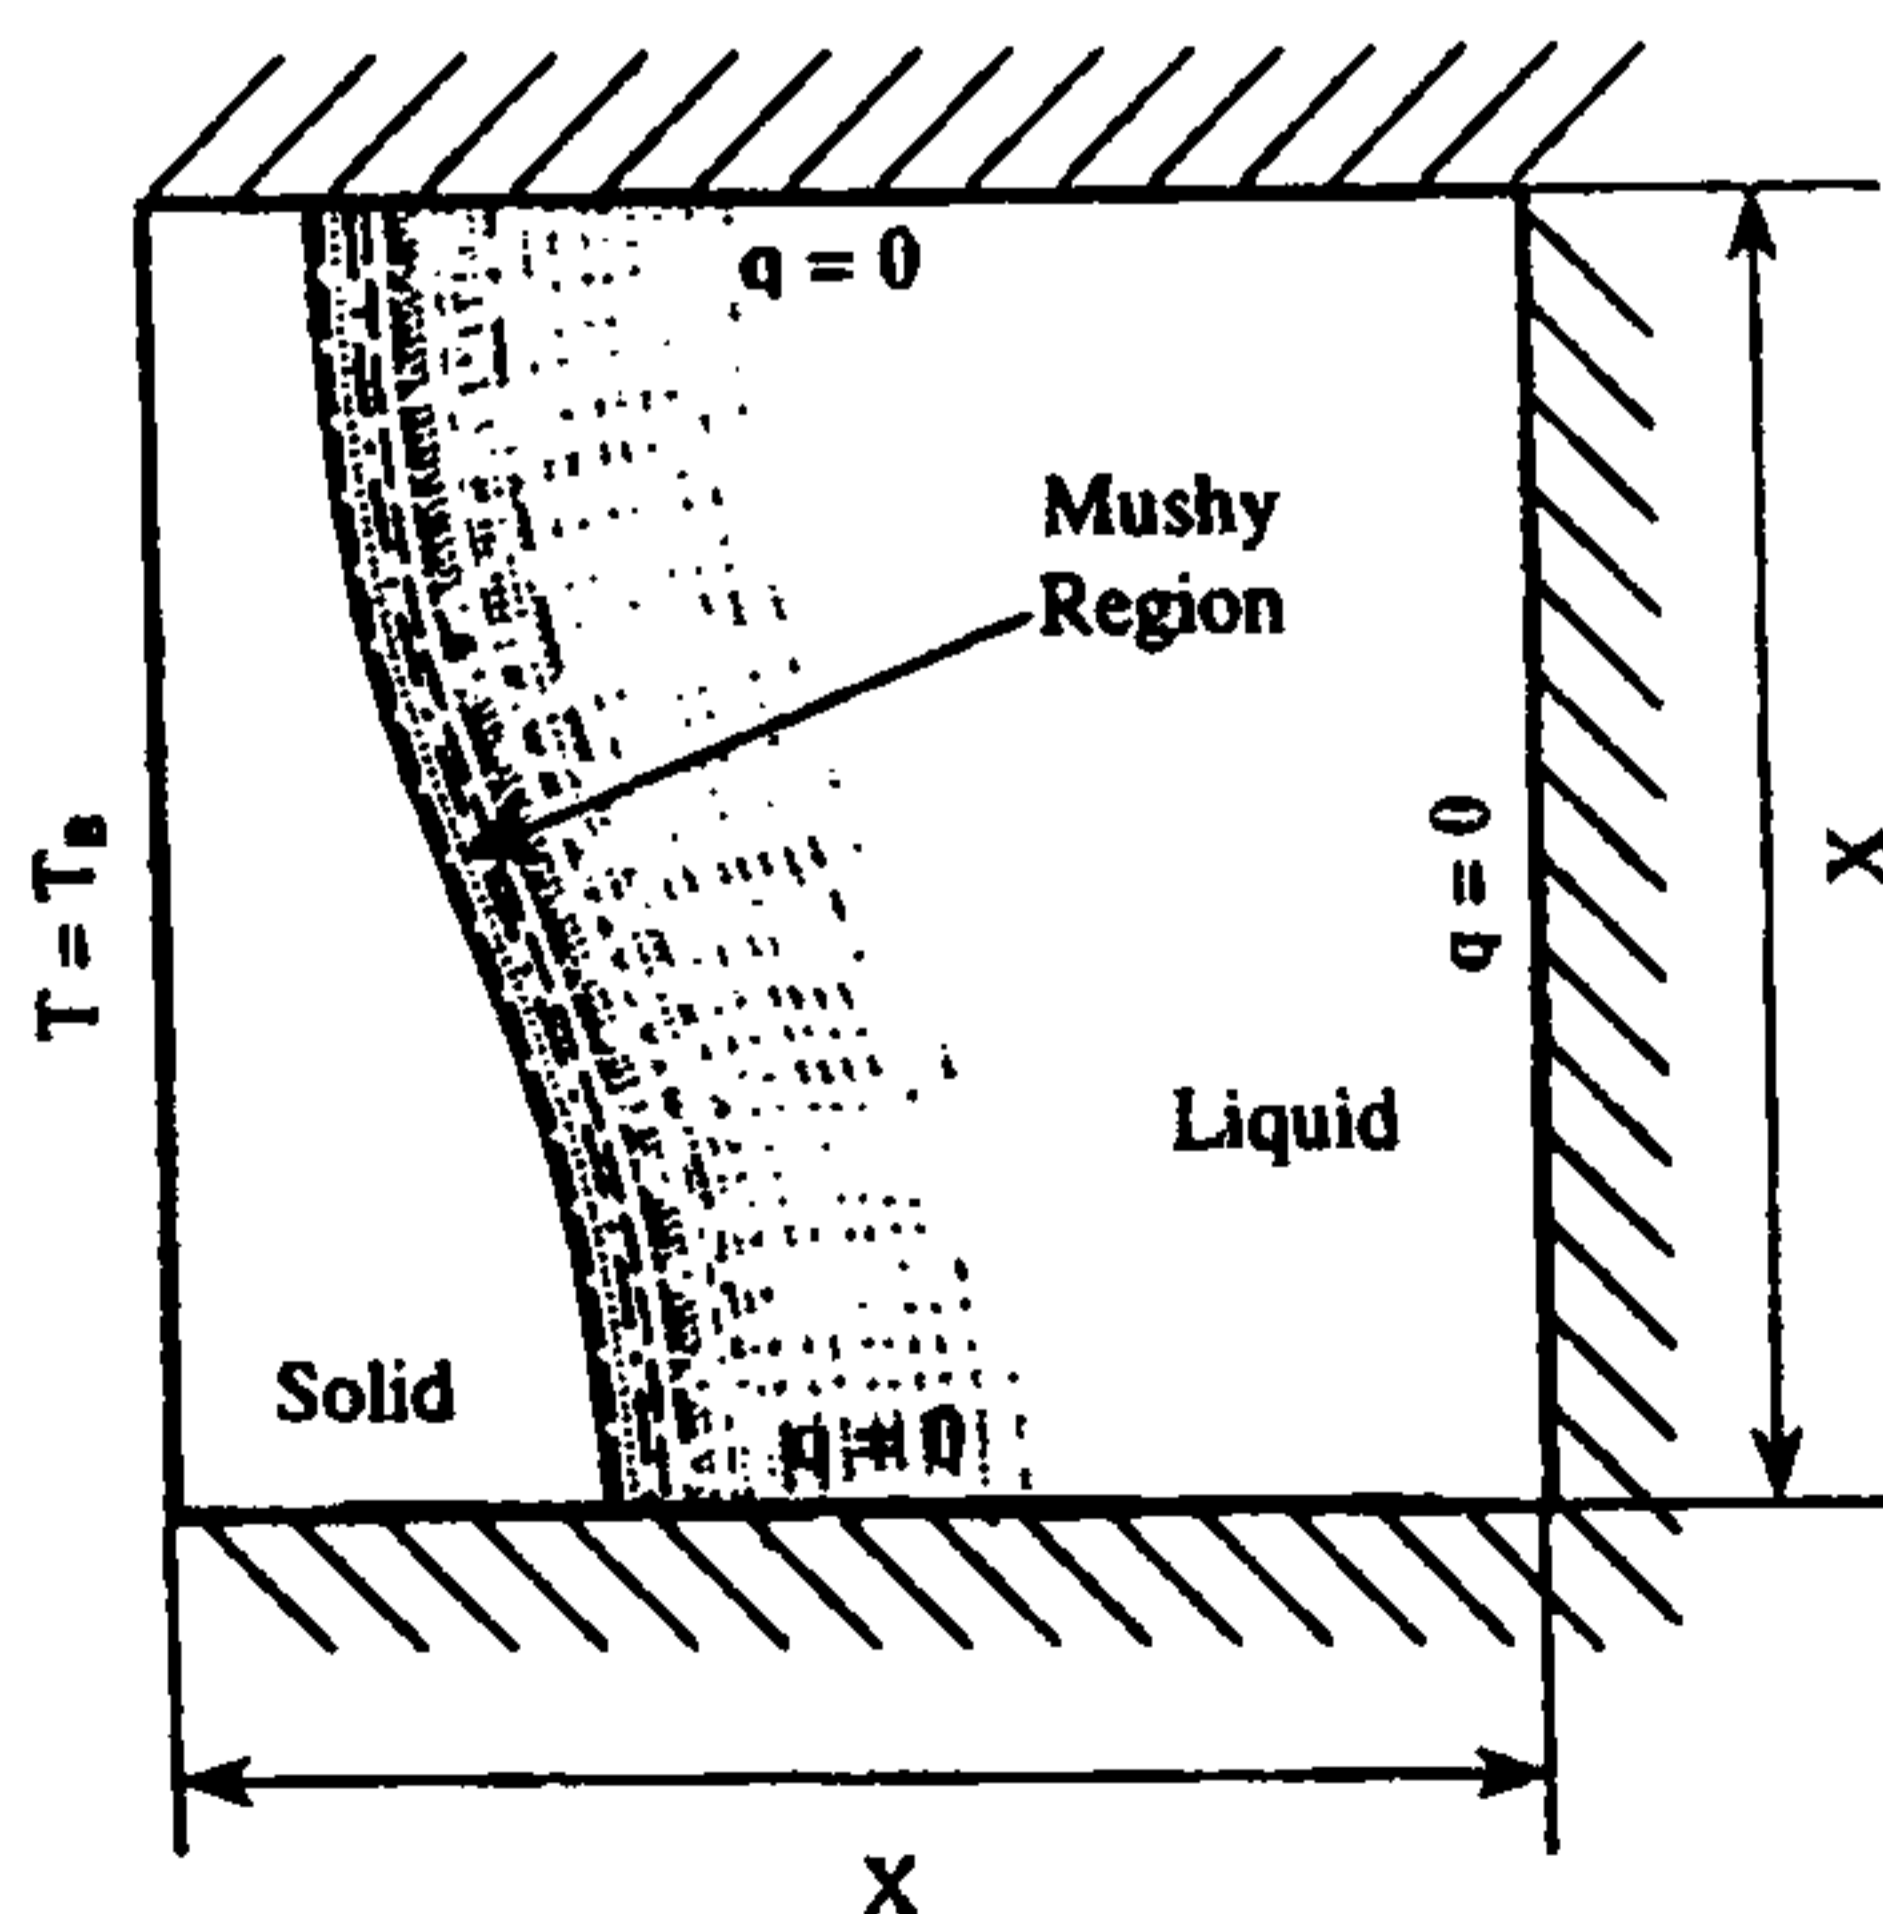 q = 0
Mushy
Region
T = T_B
q = 0
X
Liquid
Solid
q = 0
X